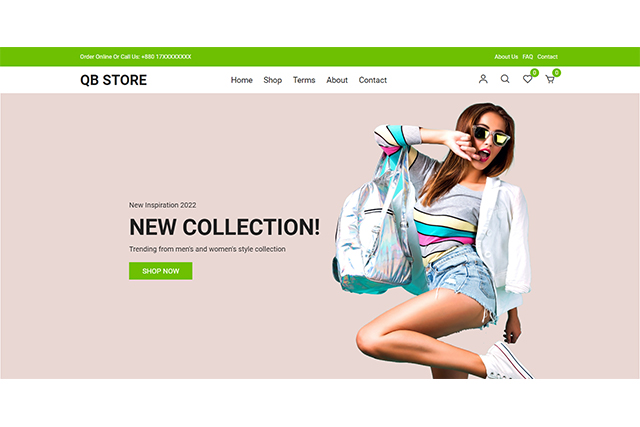 Order Online Or Call Us: +880 17XXXXXXXX
About Us FAQ Contact
QB STORE
Home Shop Terms About Contact
0 0
New Inspiration 2022
NEW COLLECTION!
Trending from men's and women's style collection
SHOP NOW